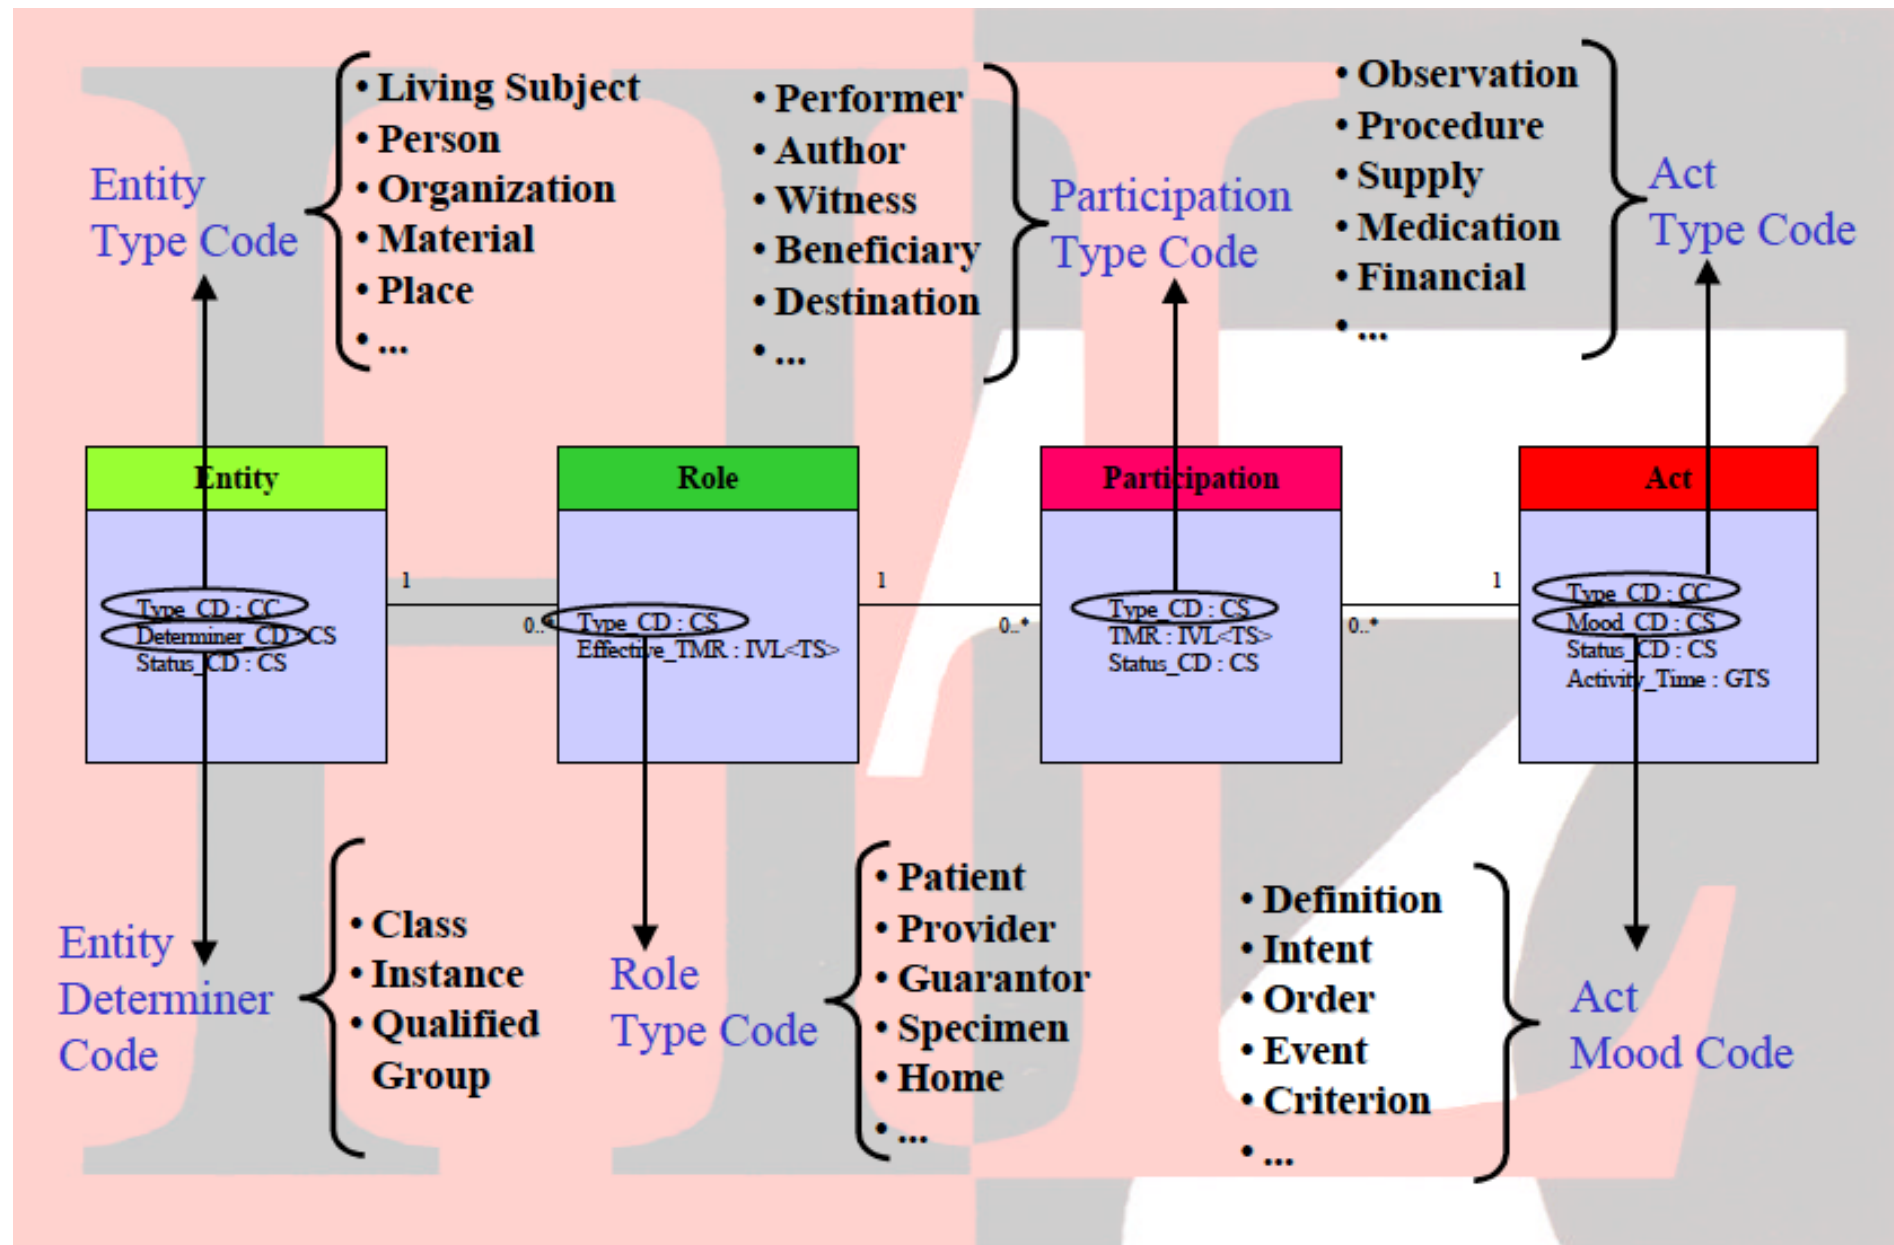 Entity
Type Code
• Living Subject
• Person
• Organization
• Material
• Place
• ...
• Performer
• Author
• Witness
• Beneficiary
• Destination
• ...
Participation
Type Code
• Observation
• Procedure
• Supply
• Medication
• Financial
• ...
Act
Type Code
Entity
Type_CD : CC
Determiner_CD : CS
Status_CD : CS
1
0..*
Role
Type_CD : CS
Effective_TMR : IVL<TS>
1
0..*
Participation
Type_CD : CS
TMR : IVL<TS>
Status_CD : CS
0..*
1
Act
Type_CD : CC
Mood_CD : CS
Status_CD : CS
Activity_Time : GTS
Entity
Determiner
Code
• Class
• Instance
• Qualified
Group
Role
Type Code
• Patient
• Provider
• Guarantor
• Specimen
• Home
• ...
• Definition
• Intent
• Order
• Event
• Criterion
• ...
Act
Mood Code
HL7